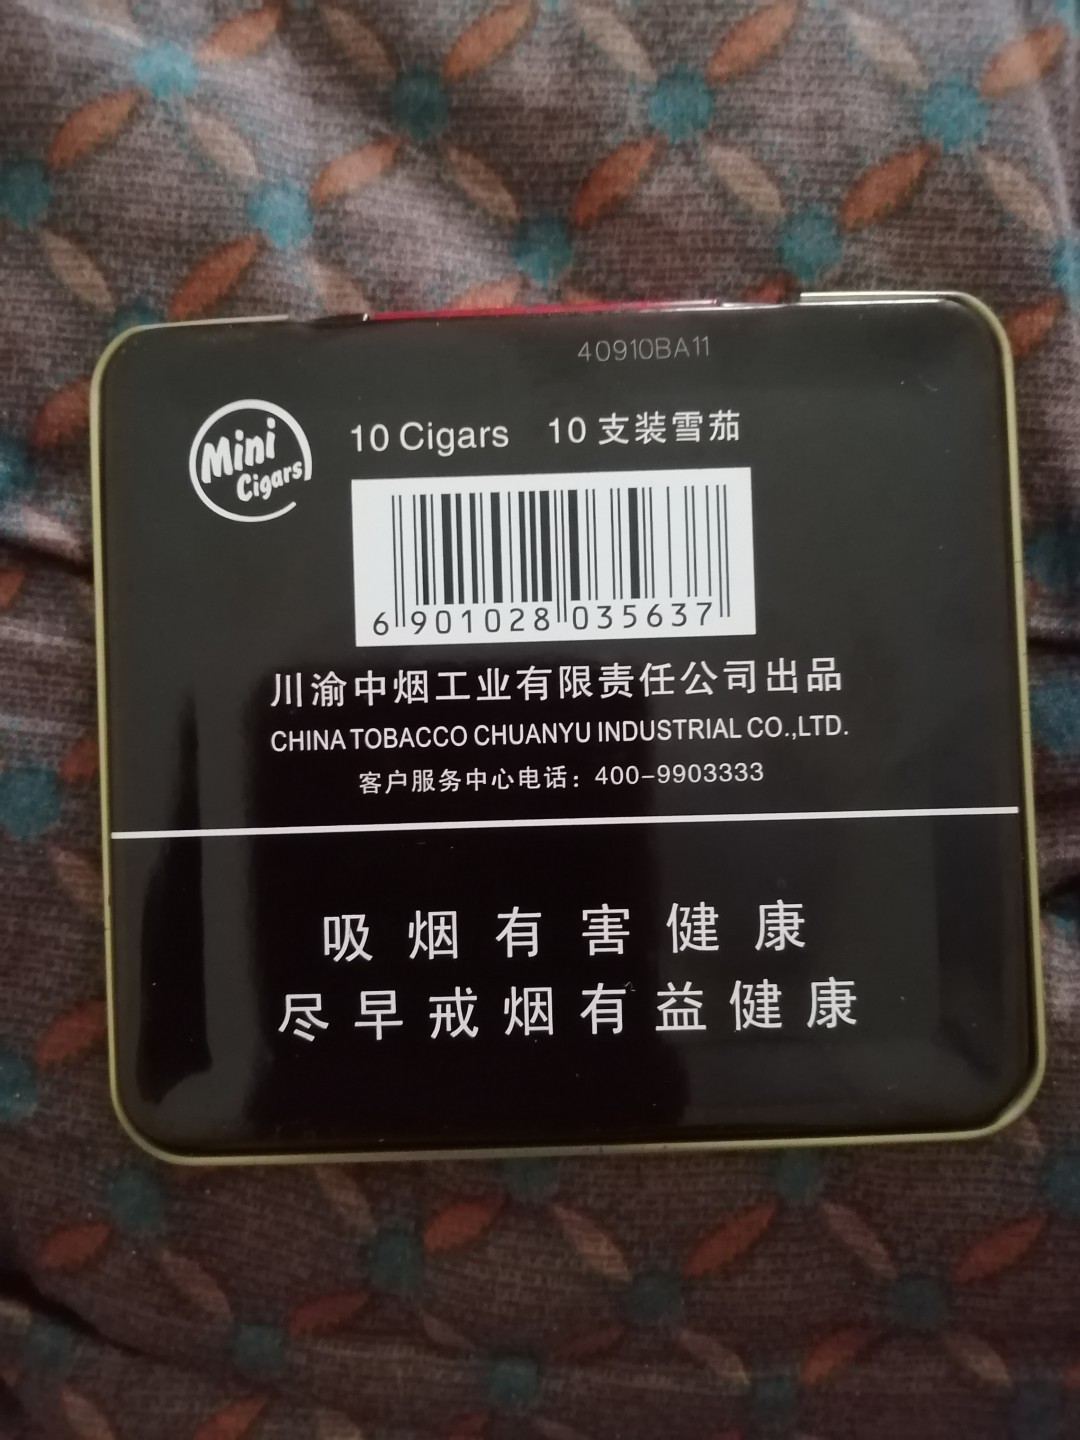 40910BA11
Mini
Cigars
10 Cigars 10 支装雪茄
6 901028 035637
川渝中烟工业有限责任公司出品
CHINA TOBACCO CHUANYU INDUSTRIAL CO.,LTD.
客户服务中心电话：400-9903333
吸烟有害健康
尽早戒烟有益健康